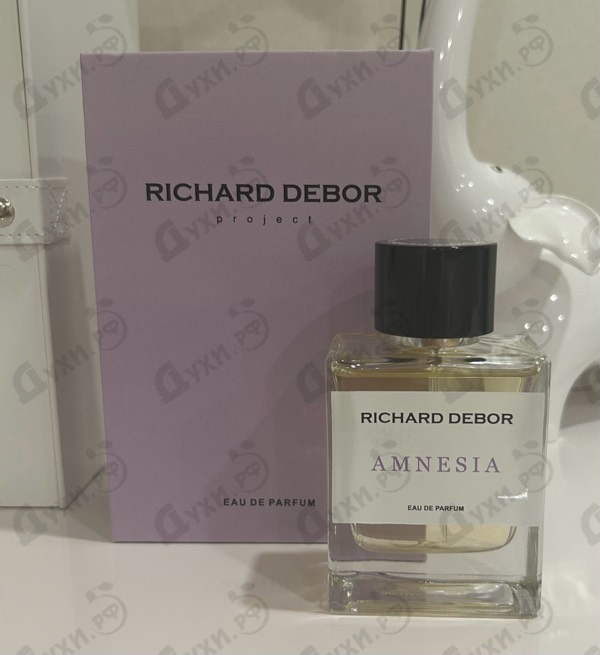 RICHARD DEBOR
project
EAU DE PARFUM
RICHARD DEBOR
AMNESIA
EAU DE PARFUM
Духи.РФ